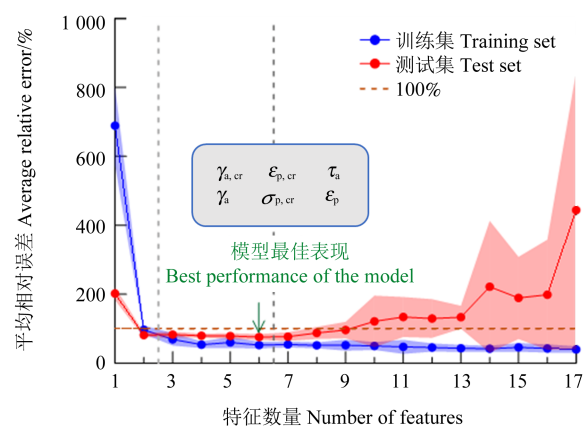 平均相对误差 Average relative error/%
1 000
800
600
400
200
0
训练集 Training set
测试集 Test set
100%
γa, cr εp, cr τa
γa σp, cr εp
模型最佳表现
Best performance of the model
1 3 5 7 9 11 13 15 17
特征数量 Number of features